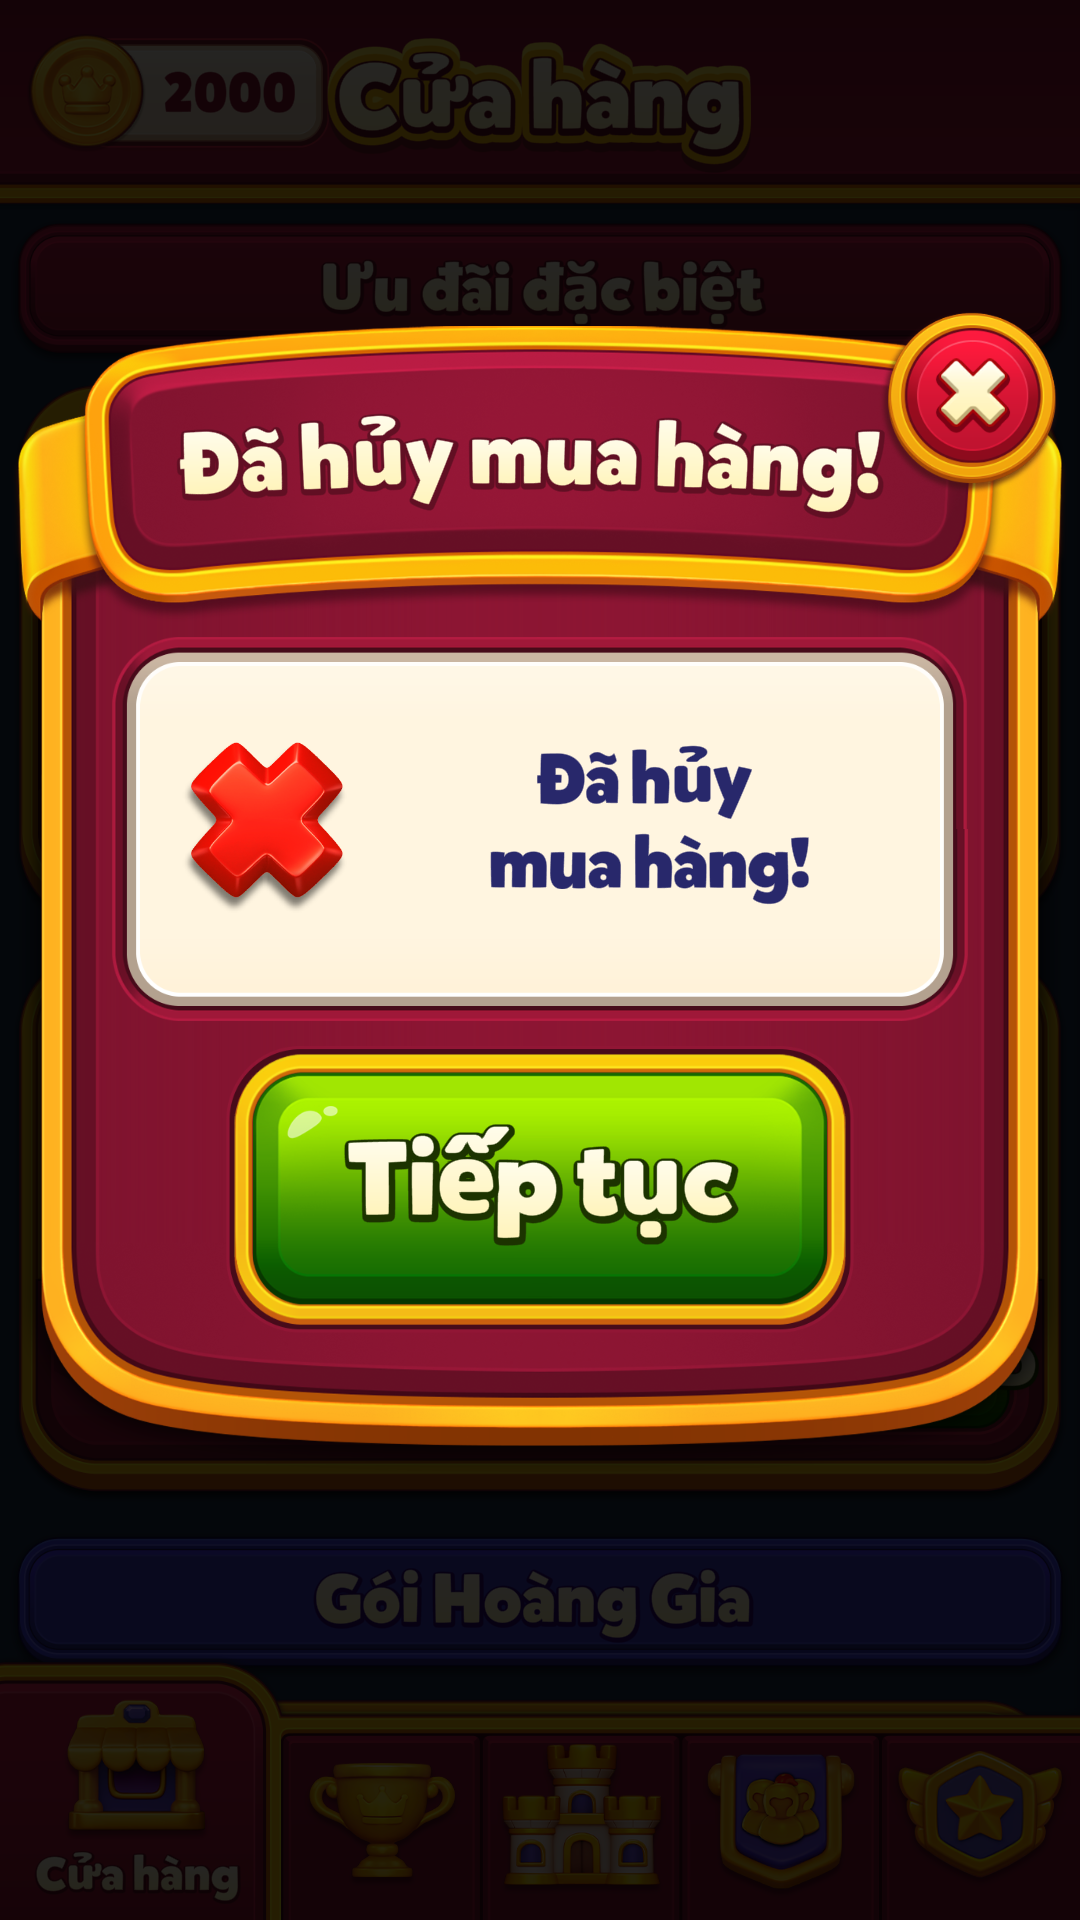 2000
Cửa hàng
Ưu đãi đặc biệt
Đã hủy mua hàng!
Đã hủy
mua hàng!
Tiếp tục
Gói Hoàng Gia
Cửa hàng